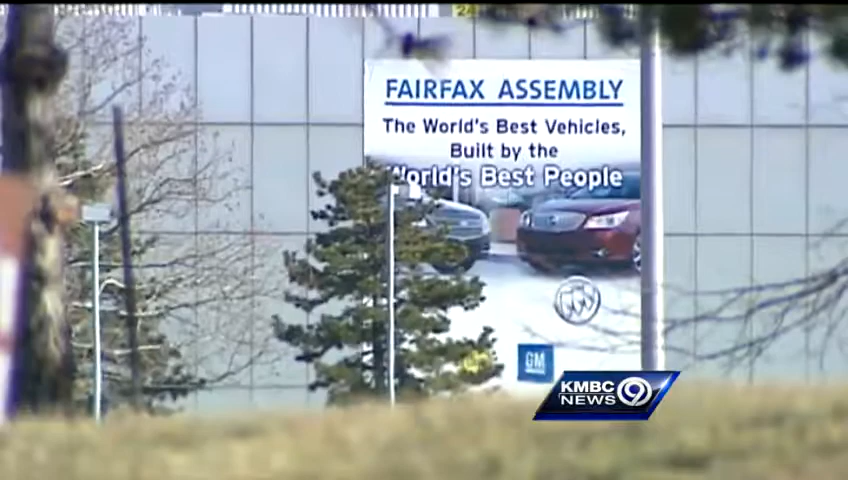 FAIRFAX ASSEMBLY
The World's Best Vehicles,
Built by the
World's Best People
GM
KMBC 9
NEWS